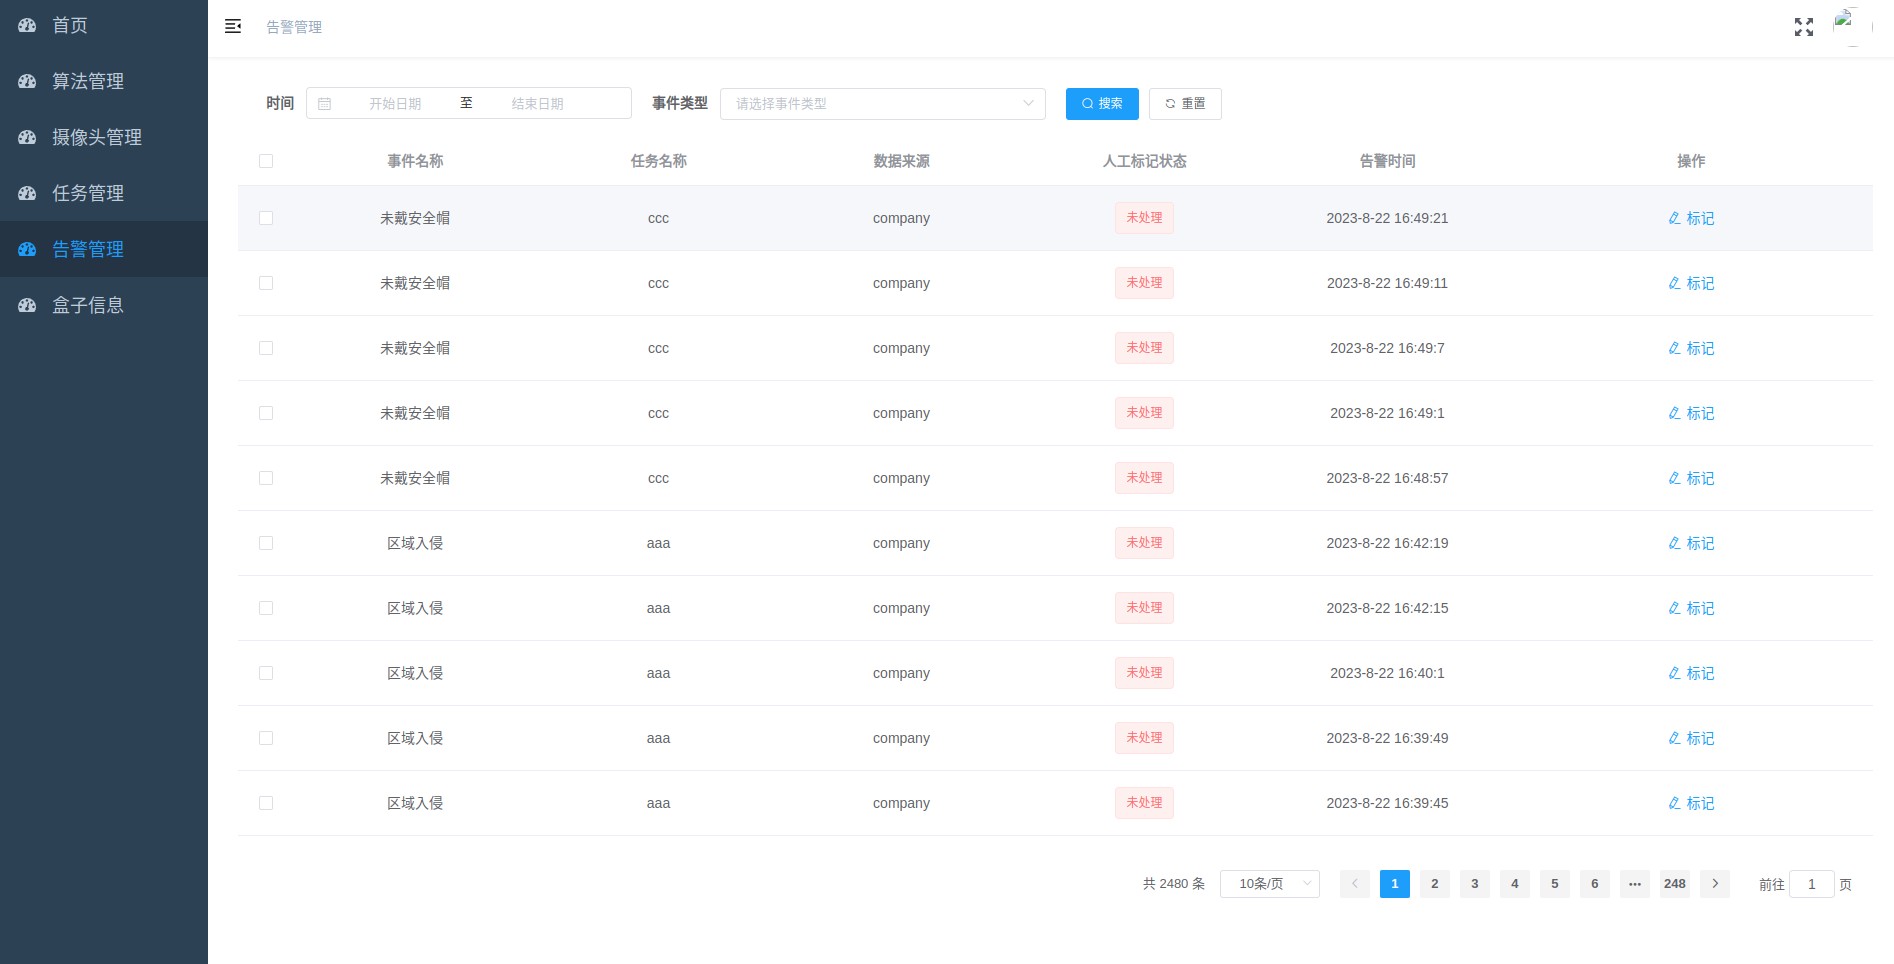 首页
算法管理
摄像头管理
任务管理
告警管理
盒子信息
告警管理
时间 开始日期 至 结束日期 事件类型 请选择事件类型 搜索 重置
事件名称 任务名称 数据来源 人工标记状态 告警时间 操作
未戴安全帽 ccc company 未处理 2023-8-22 16:49:21 标记
未戴安全帽 ccc company 未处理 2023-8-22 16:49:11 标记
未戴安全帽 ccc company 未处理 2023-8-22 16:49:7 标记
未戴安全帽 ccc company 未处理 2023-8-22 16:49:1 标记
未戴安全帽 ccc company 未处理 2023-8-22 16:48:57 标记
区域入侵 aaa company 未处理 2023-8-22 16:42:19 标记
区域入侵 aaa company 未处理 2023-8-22 16:42:15 标记
区域入侵 aaa company 未处理 2023-8-22 16:40:1 标记
区域入侵 aaa company 未处理 2023-8-22 16:39:49 标记
区域入侵 aaa company 未处理 2023-8-22 16:39:45 标记
共 2480 条 10条/页 1 2 3 4 5 6 ••• 248 前往 1 页